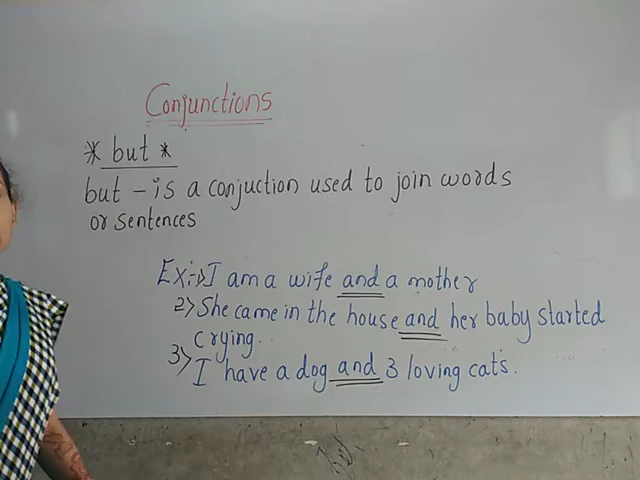 Conjunctions
* but *
but - is a conjuction used to join words
or sentences
Ex:- 1> I am a wife and a mother
2> She came in the house and her baby started
crying.
3> I have a dog and 3 loving cats.